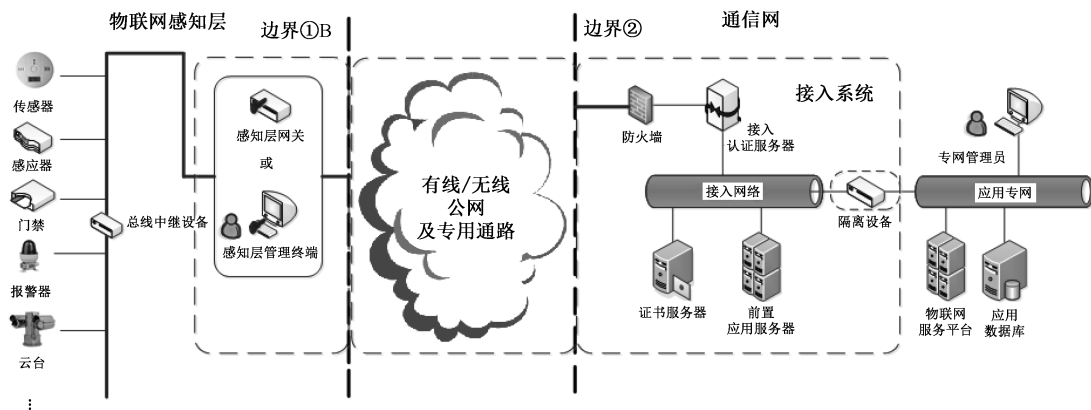 物联网感知层
边界①B
边界②
通信网
传感器
感应器
门禁
总线中继设备
报警器
云台
...
感知层网关
或
感知层管理终端
有线/无线
公网
及专用通路
接入系统
防火墙
接入
认证服务器
接入网络
隔离设备
证书服务器
前置
应用服务器
专网管理员
应用专网
物联网
服务平台
应用
数据库